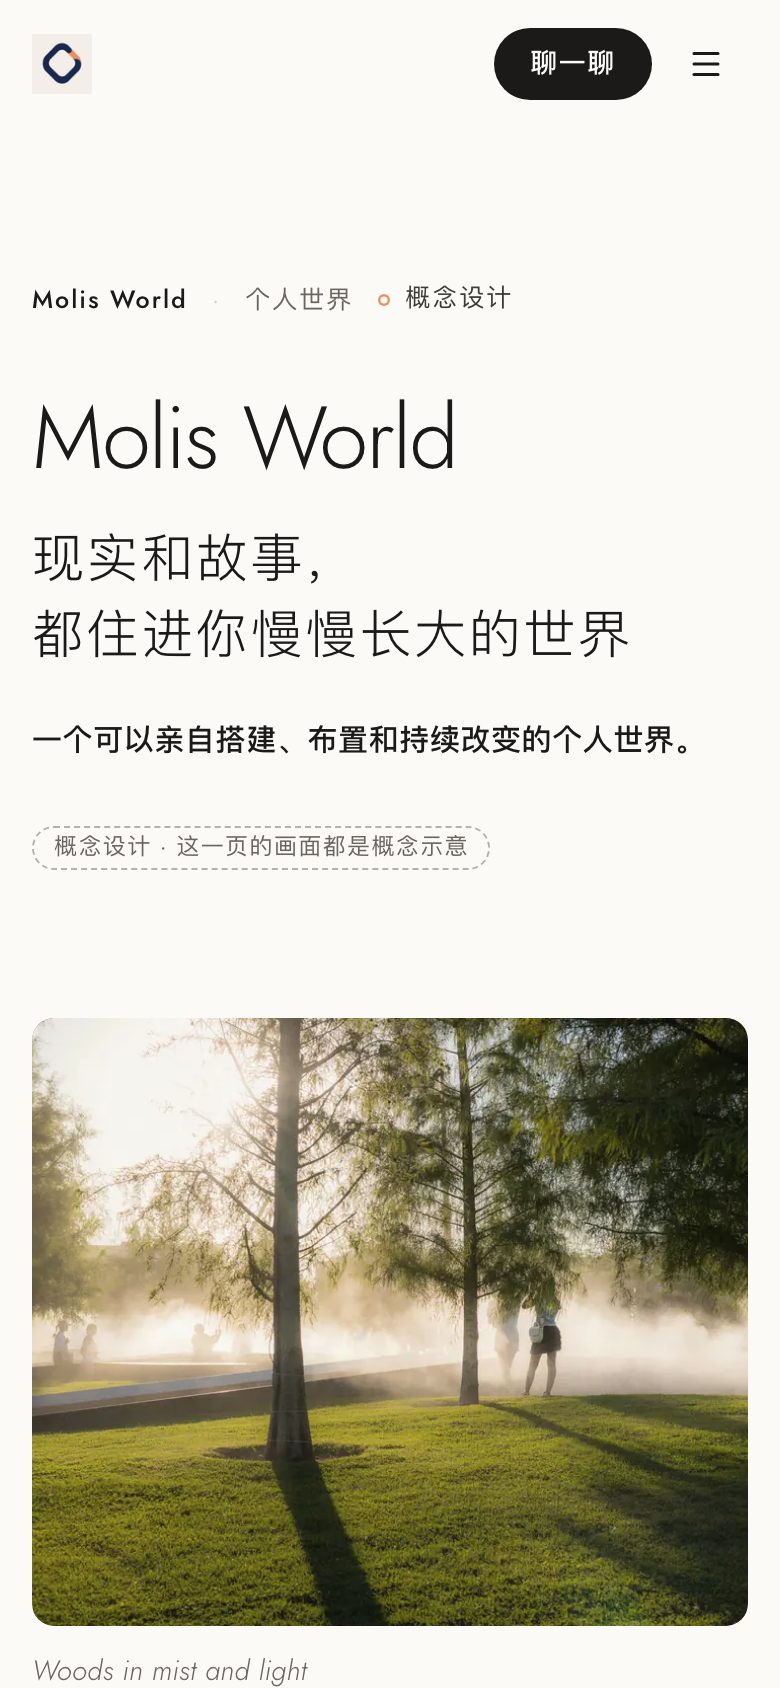 聊一聊
Molis World · 个人世界 概念设计
Molis World
现实和故事，
都住进你慢慢长大的世界
一个可以亲自搭建、布置和持续改变的个人世界。
概念设计 · 这一页的画面都是概念示意
Woods in mist and light